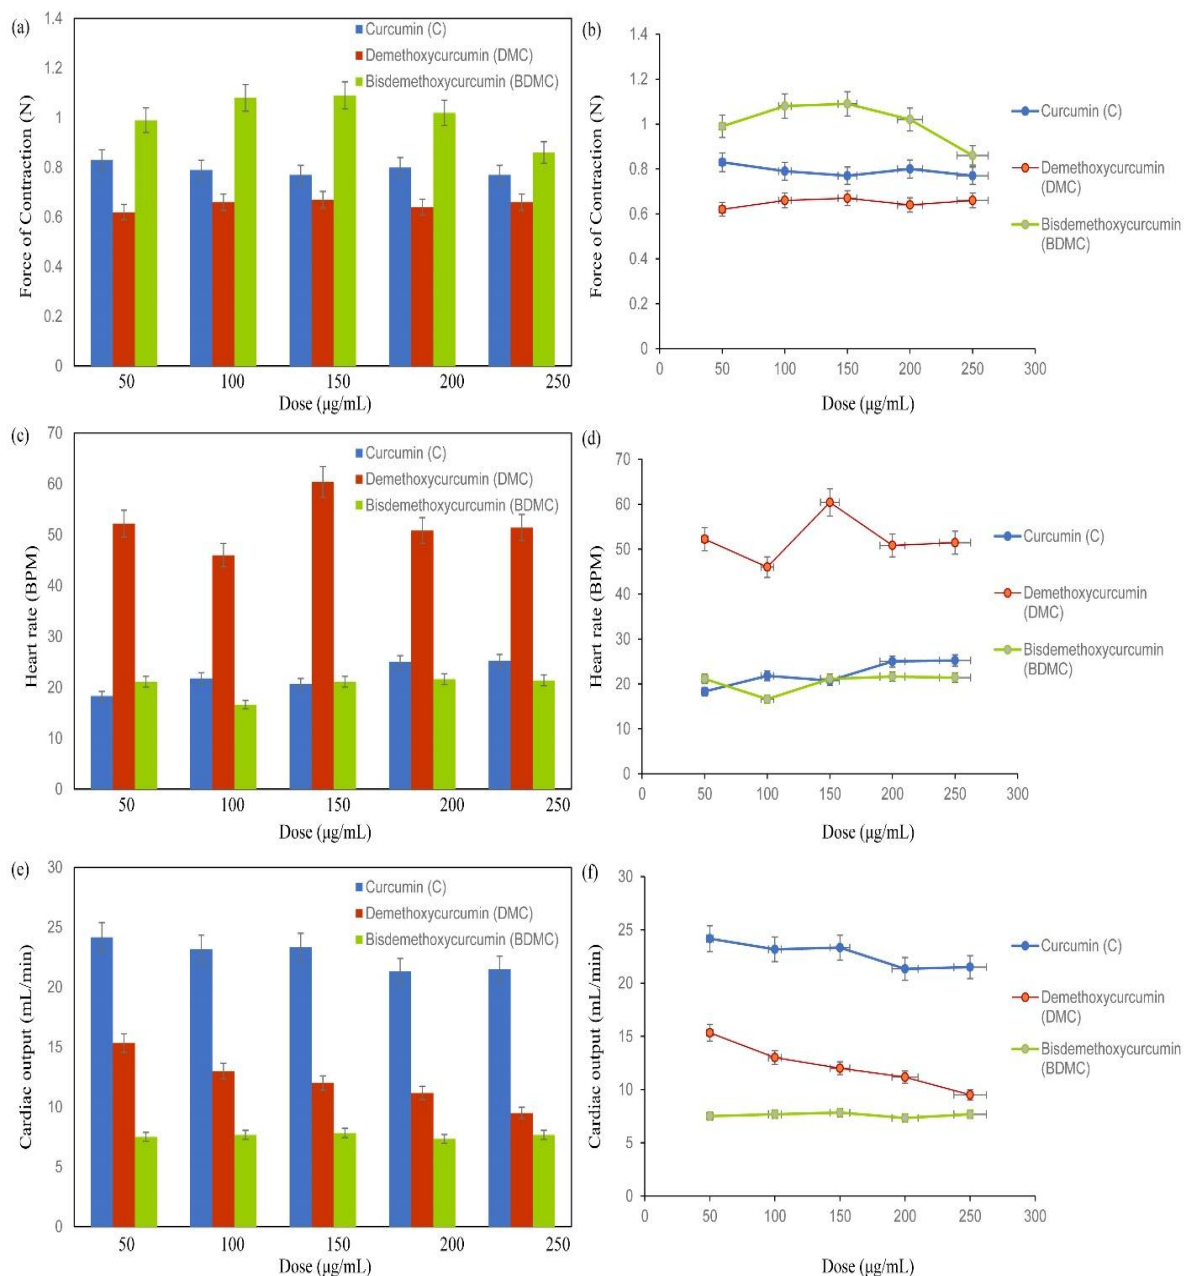 (a)
1.4
1.2
1
0.8
0.6
0.4
0.2
0
Force of Contraction (N)
Curcumin (C)
Demethoxycurcumin (DMC)
Bisdemethoxycurcumin (BDMC)
50 100 150 200 250
Dose (µg/mL)
(b)
1.4
1.2
1
0.8
0.6
0.4
0.2
0
Force of Contraction (N)
0 50 100 150 200 250 300
Dose (µg/mL)
Curcumin (C)
Demethoxycurcumin
(DMC)
Bisdemethoxycurcumin
(BDMC)
(c)
70
60
50
40
30
20
10
0
Heart rate (BPM)
Curcumin (C)
Demethoxycurcumin (DMC)
Bisdemethoxycurcumin (BDMC)
50 100 150 200 250
Dose (µg/mL)
(d)
70
60
50
40
30
20
10
0
Heart rate (BPM)
0 50 100 150 200 250 300
Dose (µg/mL)
Curcumin (C)
Demethoxycurcumin
(DMC)
Bisdemethoxycurcumin
(BDMC)
(e)
30
25
20
15
10
5
0
Cardiac output (mL/min)
Curcumin (C)
Demethoxycurcumin (DMC)
Bisdemethoxycurcumin (BDMC)
50 100 150 200 250
Dose (µg/mL)
(f)
30
25
20
15
10
5
0
Cardiac output (mL/min)
0 50 100 150 200 250 300
Dose (µg/mL)
Curcumin (C)
Demethoxycurcumin
(DMC)
Bisdemethoxycurcumin
(BDMC)